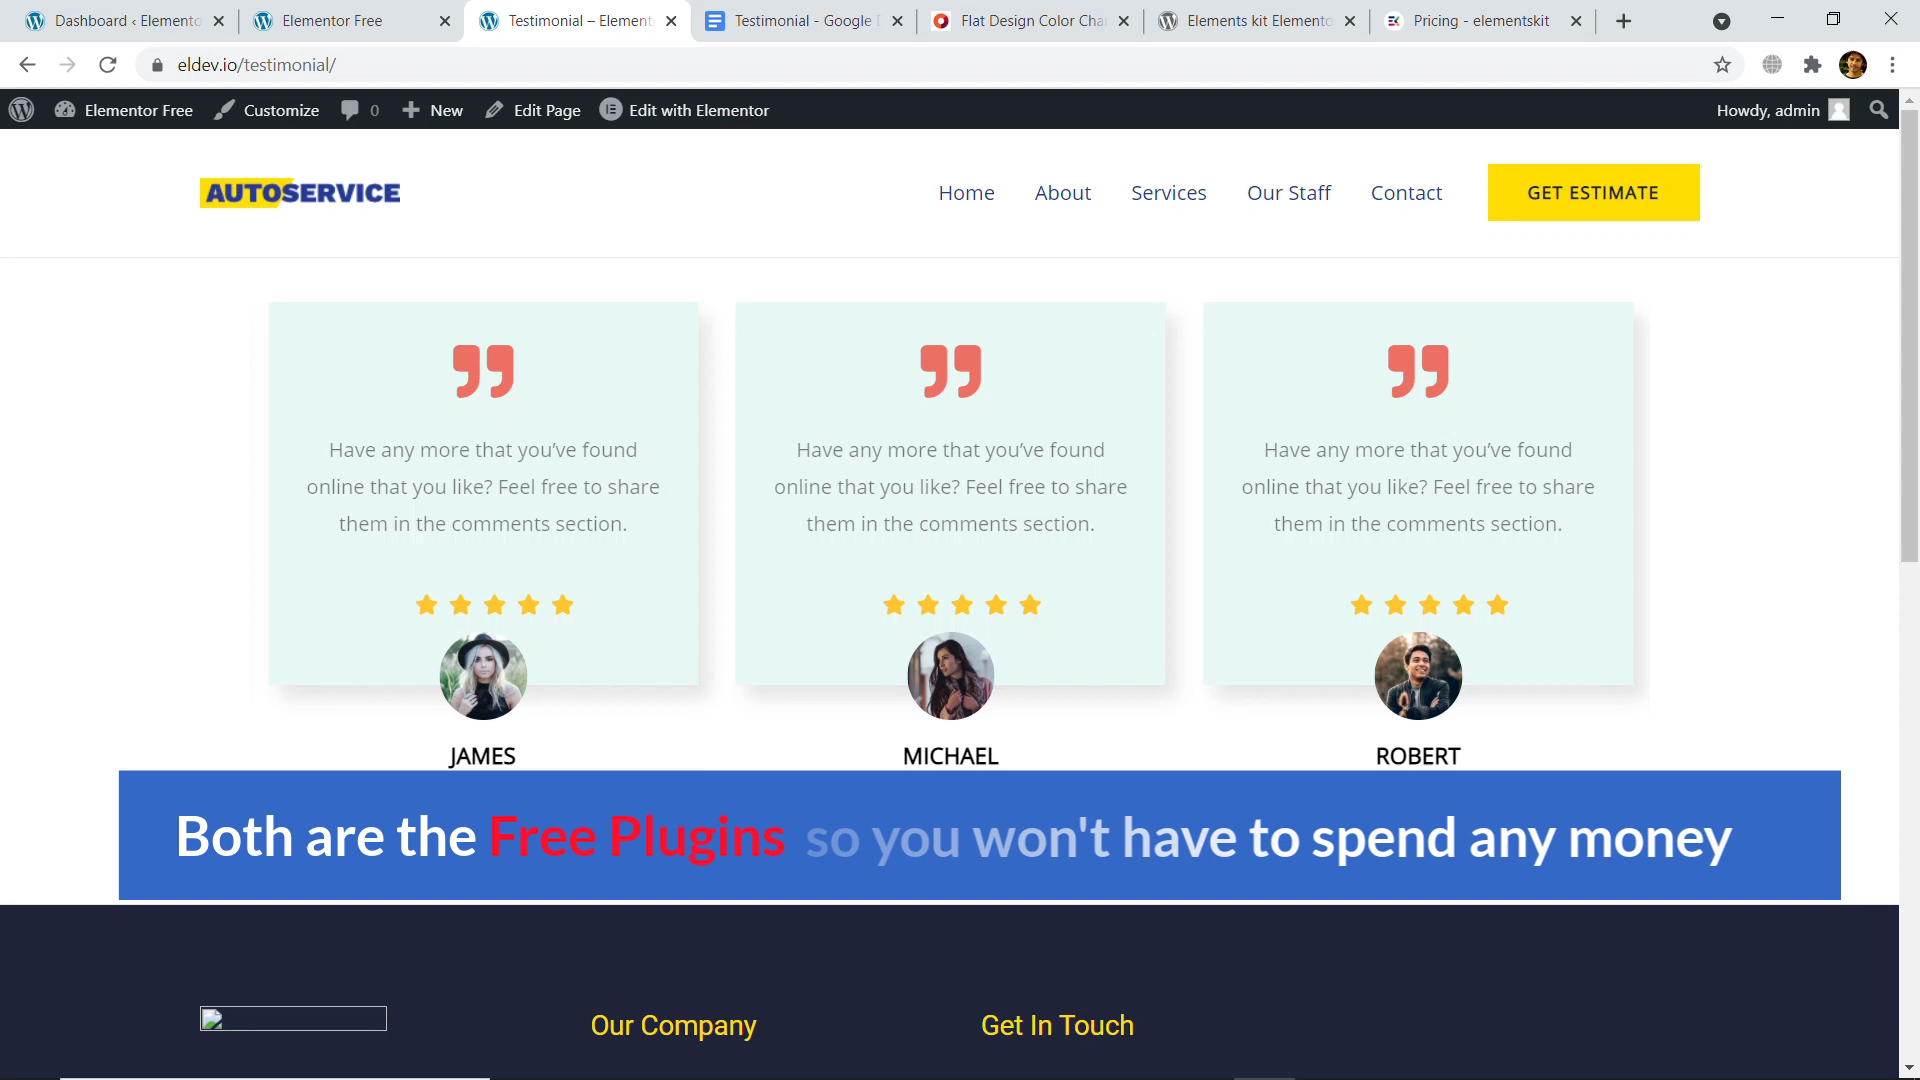 Dashboard ‹ Elemento
Elementor Free
Testimonial – Element
Testimonial - Google D
Flat Design Color Cha
Elements kit Elemento
Pricing - elementskit
eldev.io/testimonial/
Elementor Free
Customize
0
New
Edit Page
Edit with Elementor
Howdy, admin
AUTOSERVICE
Home
About
Services
Our Staff
Contact
GET ESTIMATE
Have any more that you’ve found
online that you like? Feel free to share
them in the comments section.
JAMES
Have any more that you’ve found
online that you like? Feel free to share
them in the comments section.
MICHAEL
Have any more that you’ve found
online that you like? Feel free to share
them in the comments section.
ROBERT
Both are the Free Plugins so you won't have to spend any money
Our Company
Get In Touch